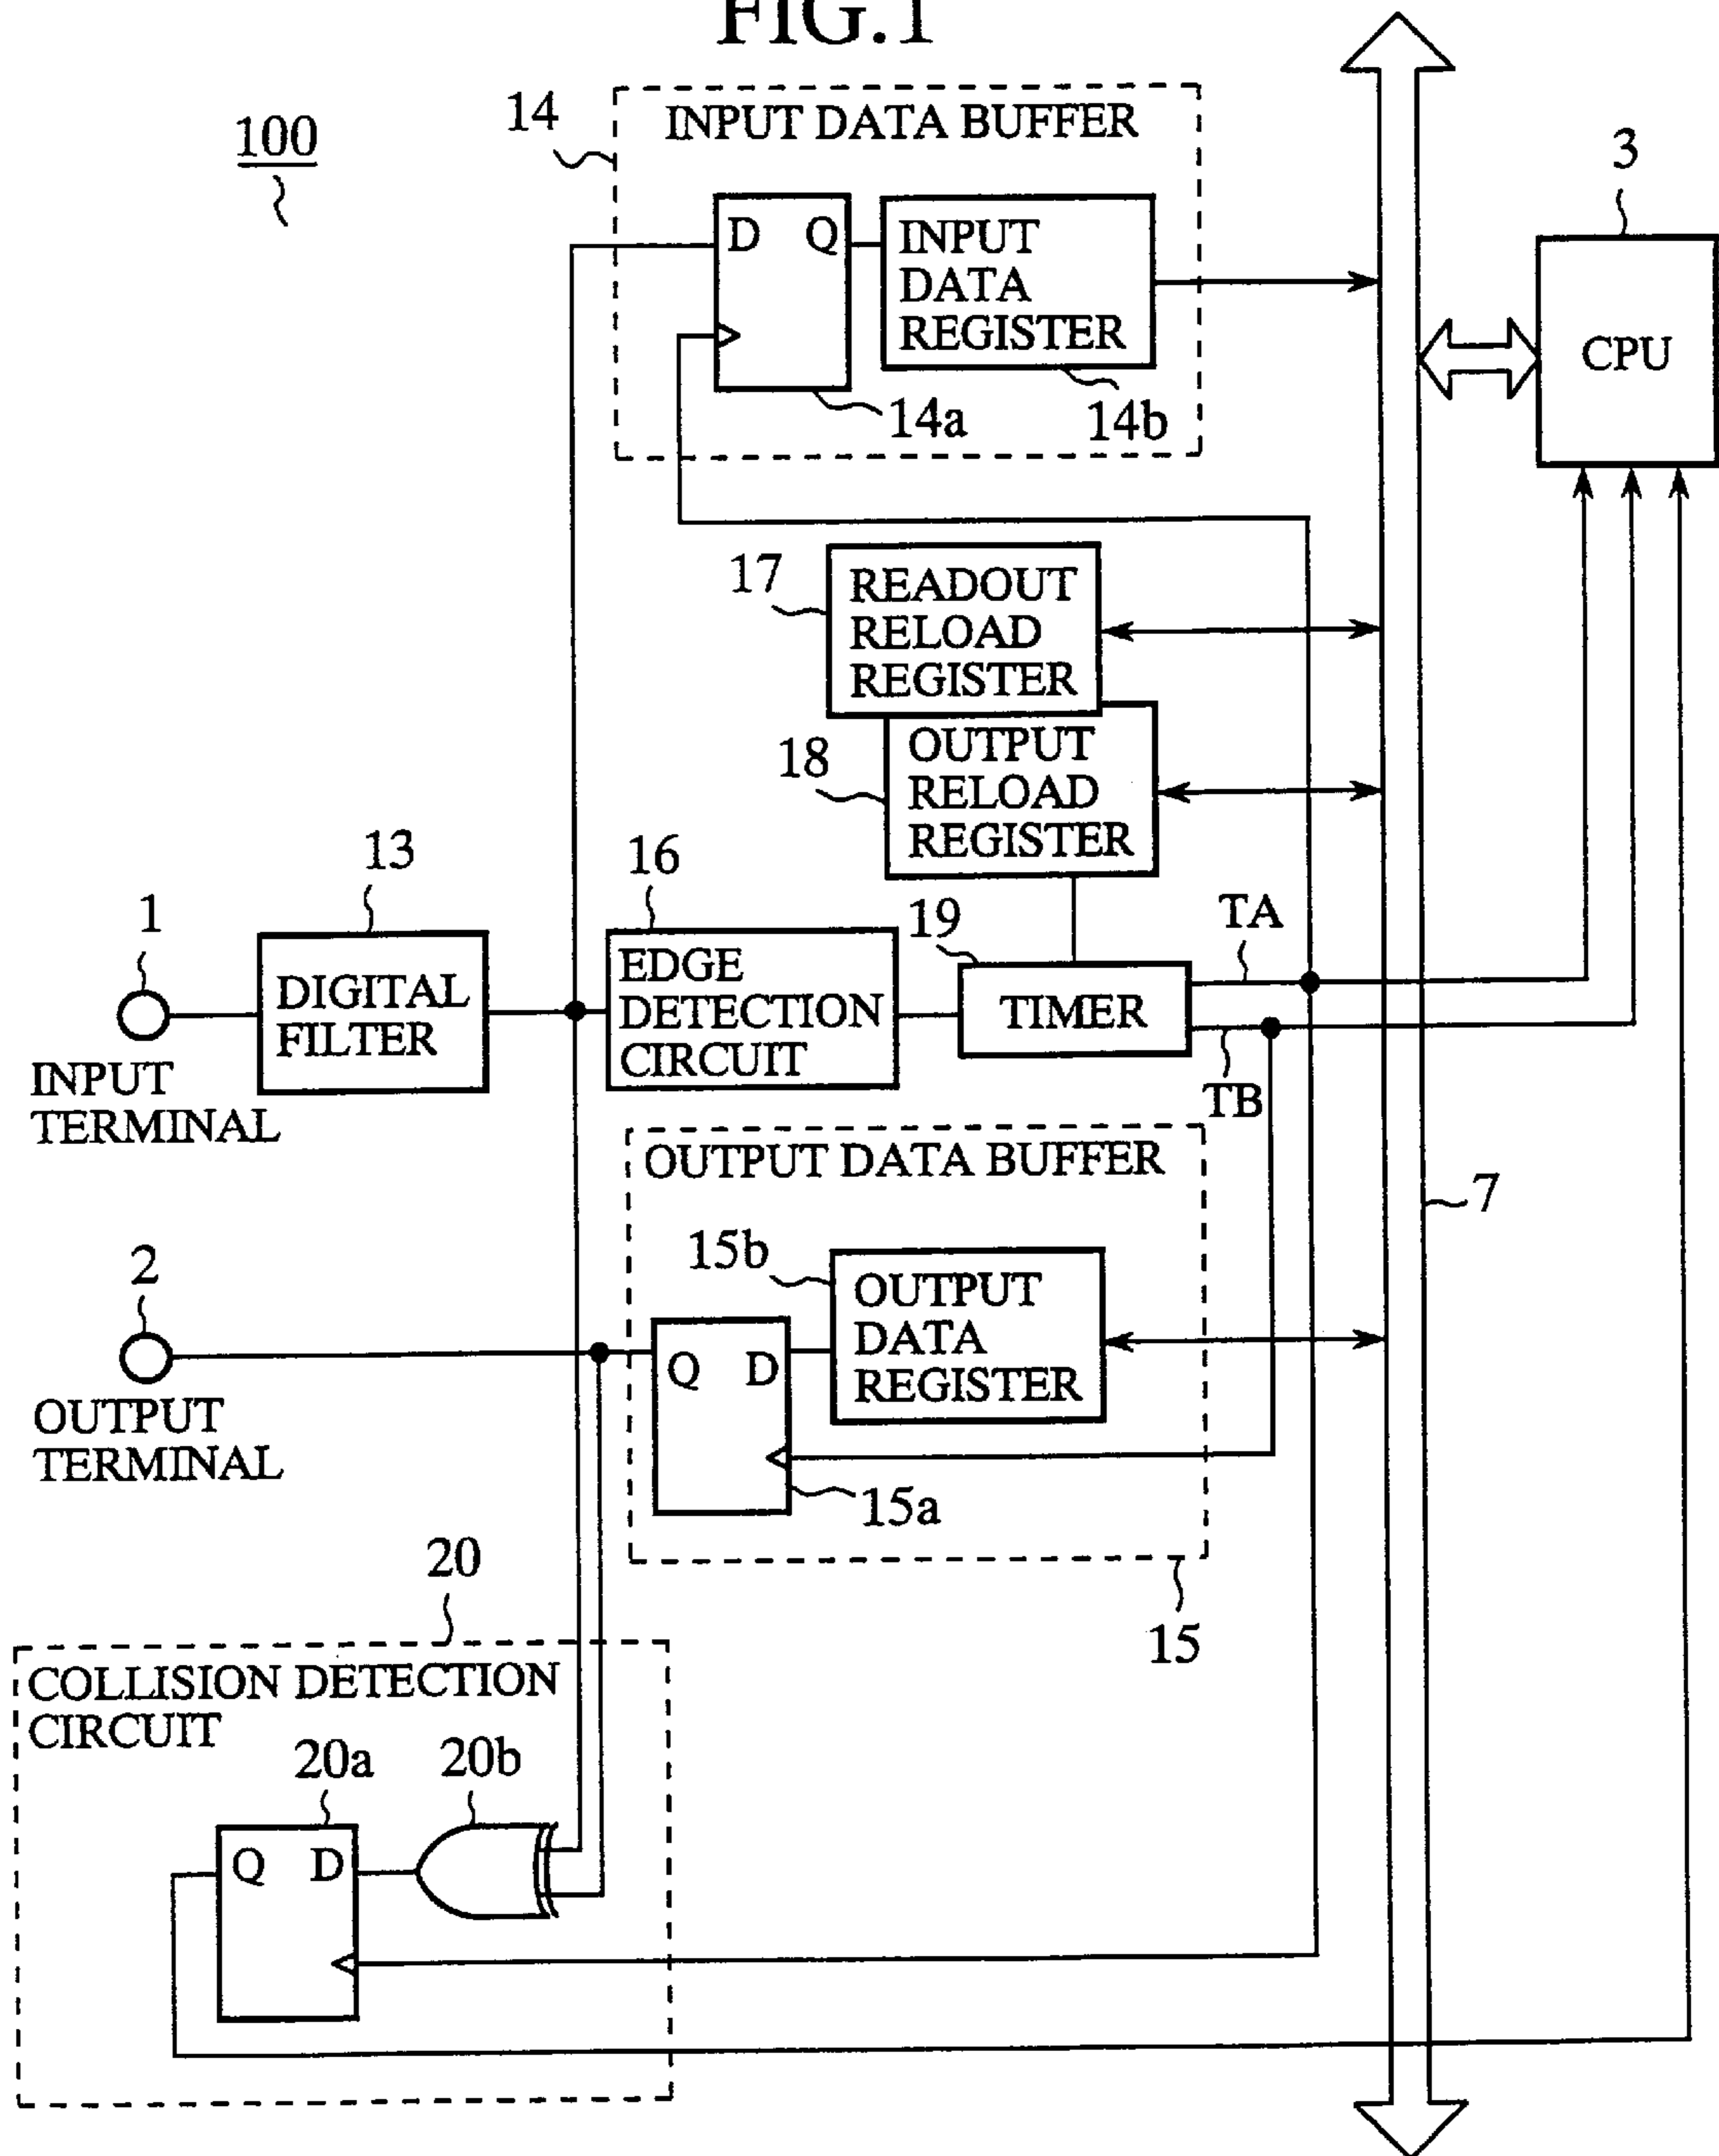 FIG.1
100
14
INPUT DATA BUFFER
3
D Q
INPUT
DATA
REGISTER
CPU
14a
14b
17
READOUT
RELOAD
REGISTER
18
OUTPUT
RELOAD
REGISTER
13
16
1
19
TA
DIGITAL
FILTER
EDGE
DETECTION
CIRCUIT
TIMER
INPUT
TERMINAL
TB
OUTPUT DATA BUFFER
7
2
15b
OUTPUT
DATA
REGISTER
Q D
OUTPUT
TERMINAL
15a
20
15
COLLISION DETECTION
CIRCUIT
20a
20b
Q D